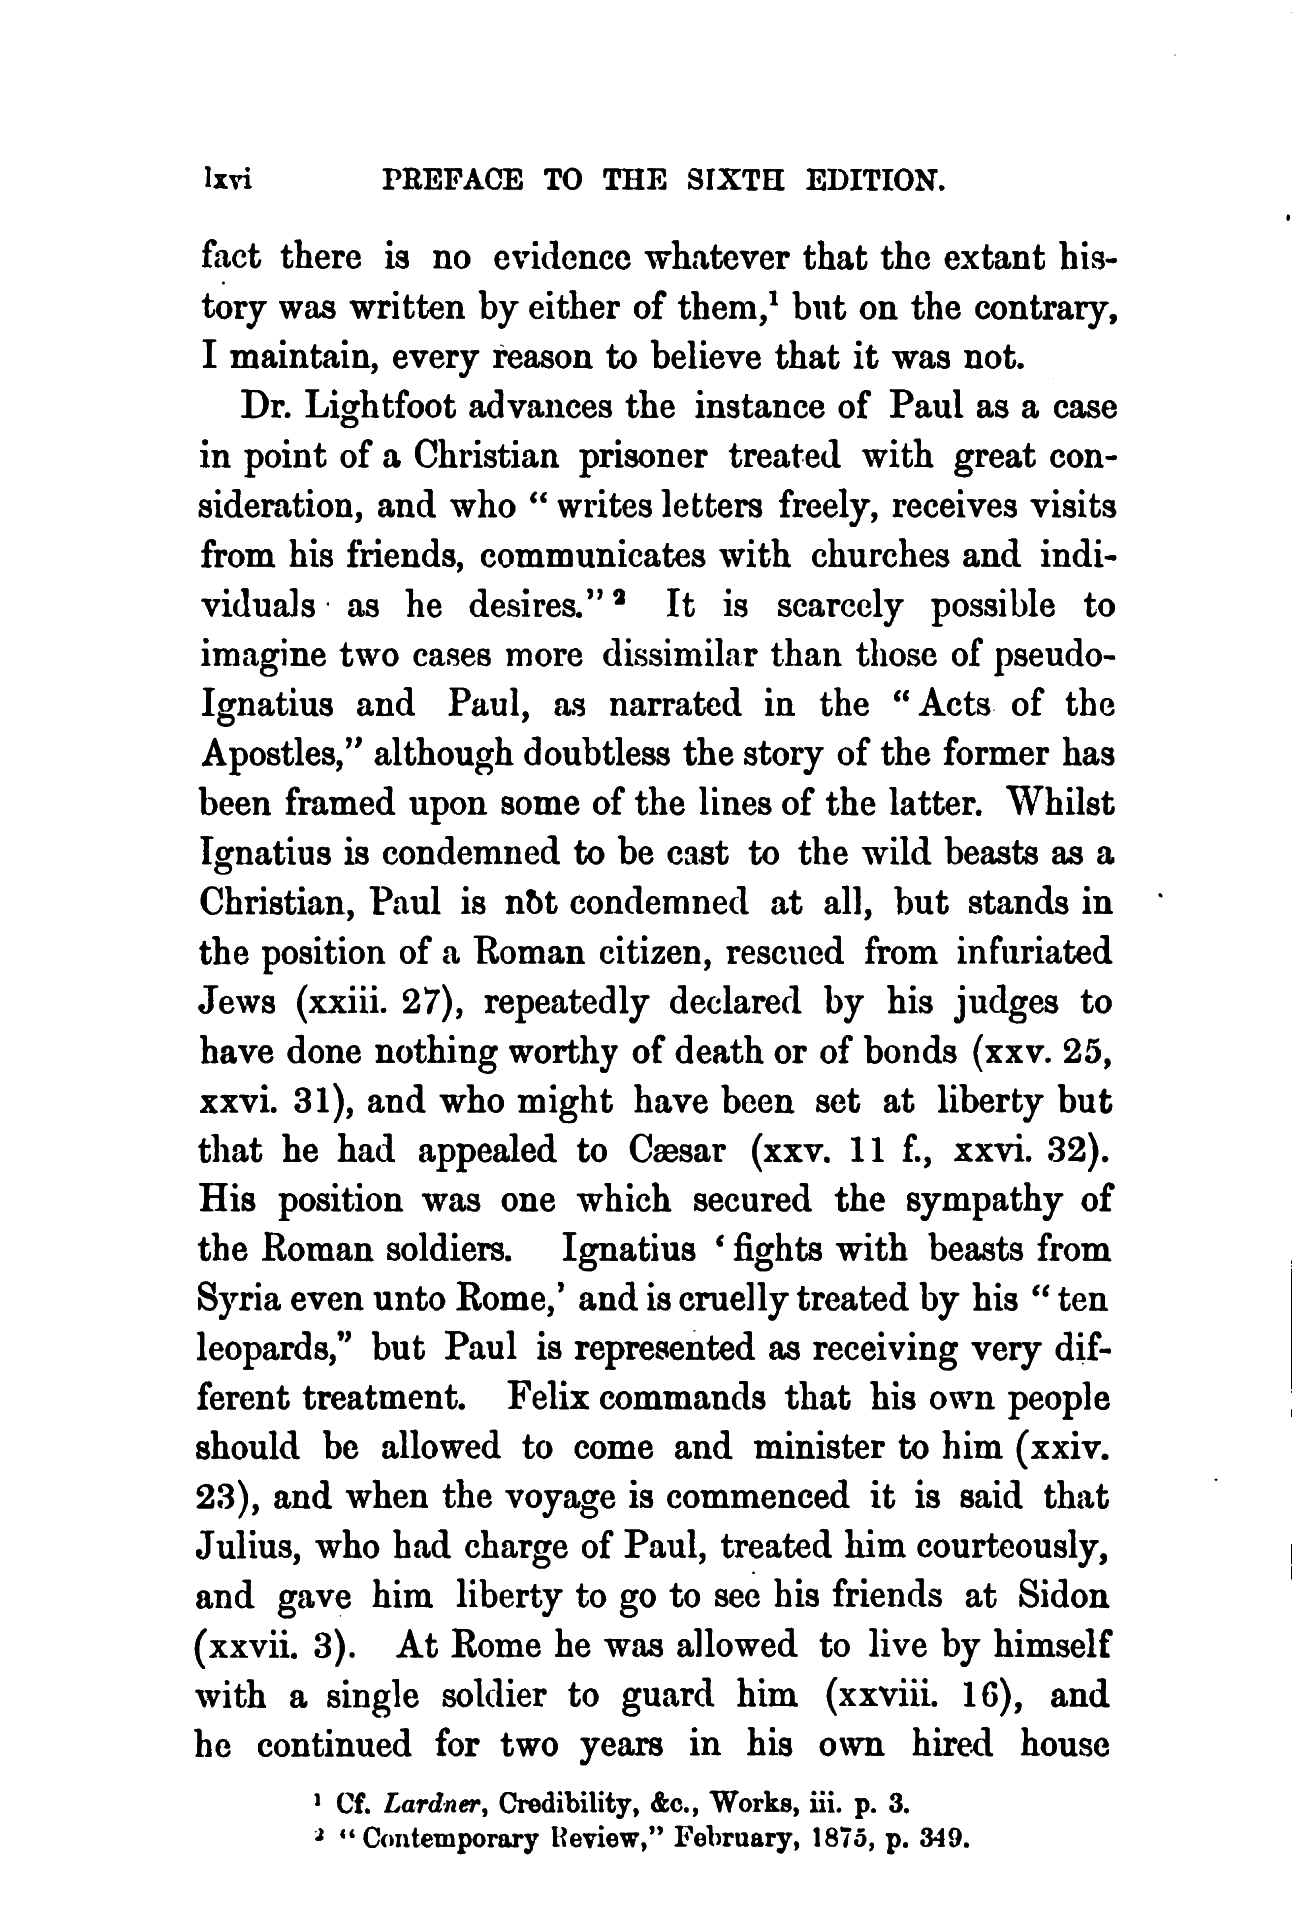 lxvi PREFACE TO THE SIXTH EDITION.
fact there is no evidence whatever that the extant his-
tory was written by either of them,¹ but on the contrary,
I maintain, every reason to believe that it was not.
Dr. Lightfoot advances the instance of Paul as a case
in point of a Christian prisoner treated with great con-
sideration, and who “writes letters freely, receives visits
from his friends, communicates with churches and indi-
viduals as he desires.”² It is scarcely possible to
imagine two cases more dissimilar than those of pseudo-
Ignatius and Paul, as narrated in the “Acts of the
Apostles,” although doubtless the story of the former has
been framed upon some of the lines of the latter. Whilst
Ignatius is condemned to be cast to the wild beasts as a
Christian, Paul is not condemned at all, but stands in
the position of a Roman citizen, rescued from infuriated
Jews (xxiii. 27), repeatedly declared by his judges to
have done nothing worthy of death or of bonds (xxv. 25,
xxvi. 31), and who might have been set at liberty but
that he had appealed to Cæsar (xxv. 11 f., xxvi. 32).
His position was one which secured the sympathy of
the Roman soldiers. Ignatius ‘fights with beasts from
Syria even unto Rome,’ and is cruelly treated by his “ten
leopards,” but Paul is represented as receiving very dif-
ferent treatment. Felix commands that his own people
should be allowed to come and minister to him (xxiv.
23), and when the voyage is commenced it is said that
Julius, who had charge of Paul, treated him courteously,
and gave him liberty to go to see his friends at Sidon
(xxvii. 3). At Rome he was allowed to live by himself
with a single soldier to guard him (xxviii. 16), and
he continued for two years in his own hired house
¹ Cf. Lardner, Credibility, &c., Works, iii. p. 3.
² “Contemporary Review,” February, 1875, p. 349.